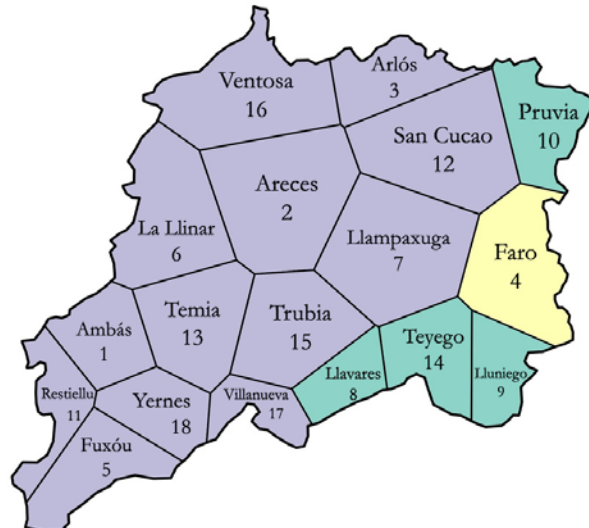 Arlós
3
Ventosa
16
Pruvia
10
San Cucao
12
Areces
2
La Llinar
6
Llampaxuga
7
Faro
4
Temia
13
Trubia
15
Ambás
1
Teyego
14
Llavares
8
Lluniego
9
Restiellu
11
Yernes
18
Villanueva
17
Fuxóu
5